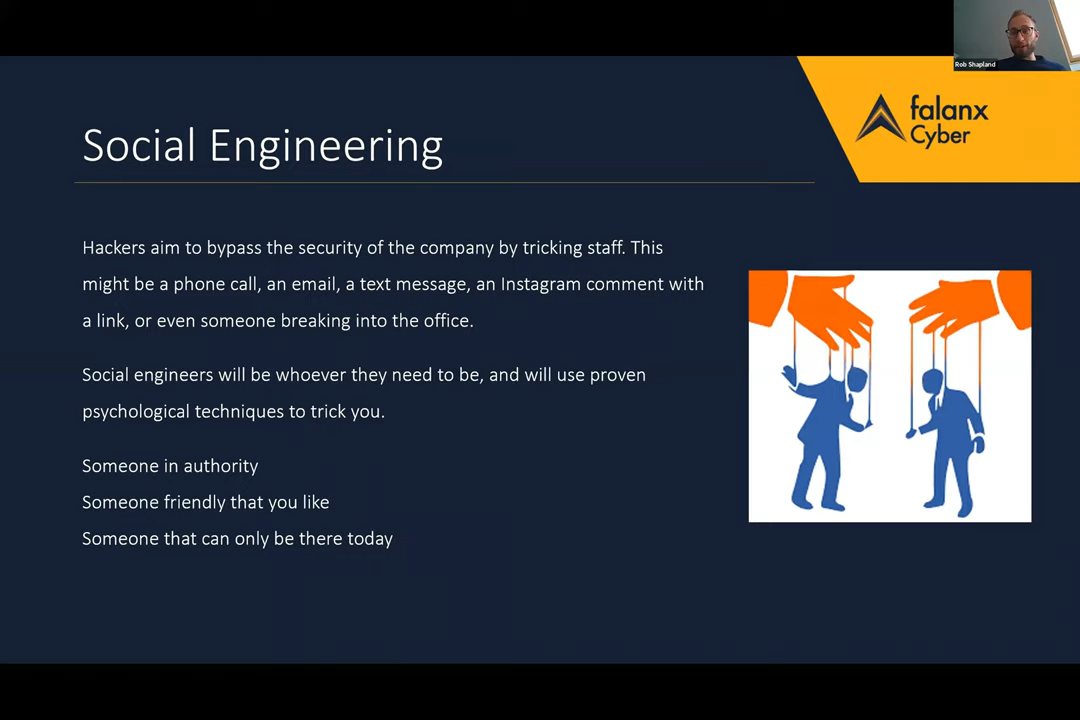 Rob Shapland
falanx
Cyber
Social Engineering
Hackers aim to bypass the security of the company by tricking staff. This
might be a phone call, an email, a text message, an Instagram comment with
a link, or even someone breaking into the office.
Social engineers will be whoever they need to be, and will use proven
psychological techniques to trick you.
Someone in authority
Someone friendly that you like
Someone that can only be there today